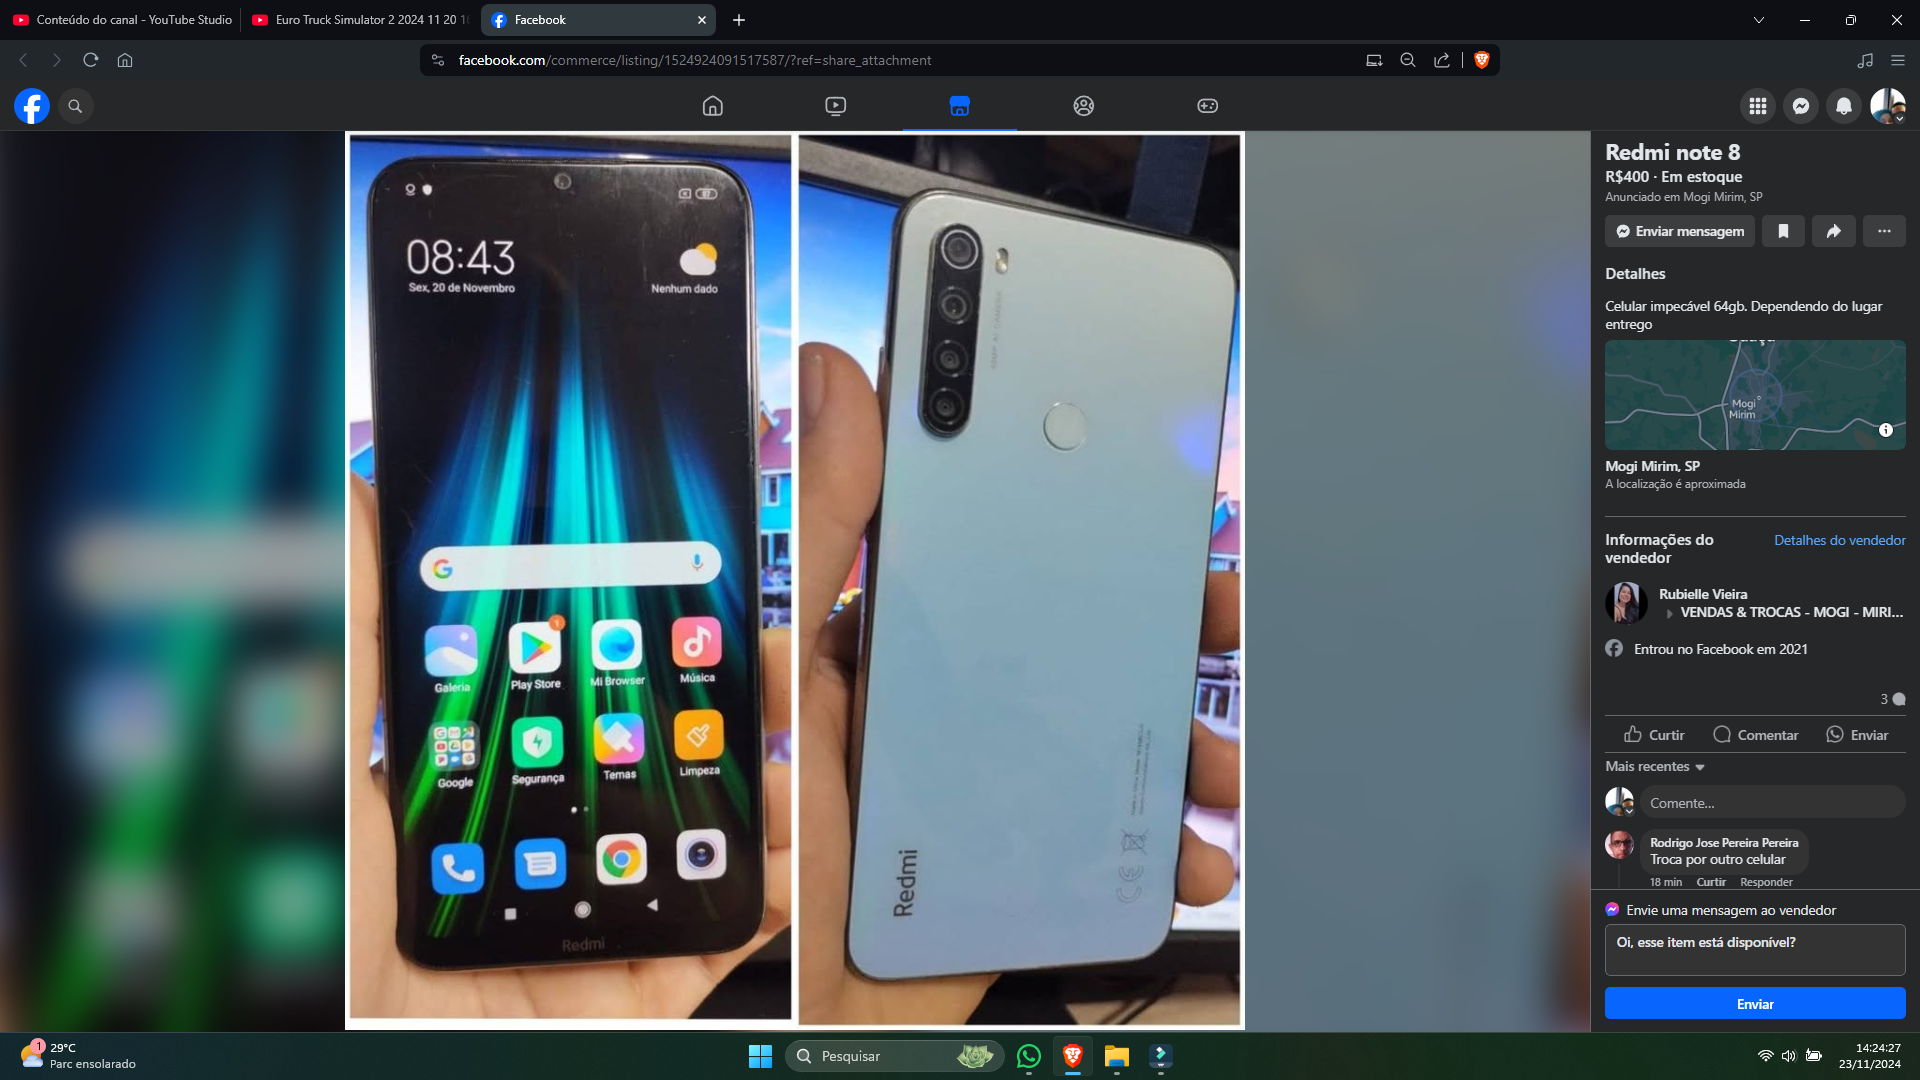 Conteúdo do canal - YouTube Studio
Euro Truck Simulator 2 2024 11 20 1
Facebook
facebook.com/commerce/listing/1524924091517587/?ref=share_attachment
08:43
Sex, 20 de Novembro
Nenhum dado
Galeria
Play Store
Mi Browser
Música
Google
Segurança
Temas
Limpeza
Redmi
Redmi
Redmi note 8
R$400 · Em estoque
Anunciado em Mogi Mirim, SP
Enviar mensagem
Detalhes
Celular impecável 64gb. Dependendo do lugar
entrego
Mogi
Mirim
Mogi Mirim, SP
A localização é aproximada
Informações do
vendedor
Detalhes do vendedor
Rubielle Vieira
VENDAS & TROCAS - MOGI - MIRI...
Entrou no Facebook em 2021
3
Curtir
Comentar
Enviar
Mais recentes
Comente...
Rodrigo Jose Pereira Pereira
Troca por outro celular
18 min Curtir Responder
Envie uma mensagem ao vendedor
Oi, esse item está disponível?
Enviar
1
29°C
Parc ensolarado
Pesquisar
14:24:27
23/11/2024